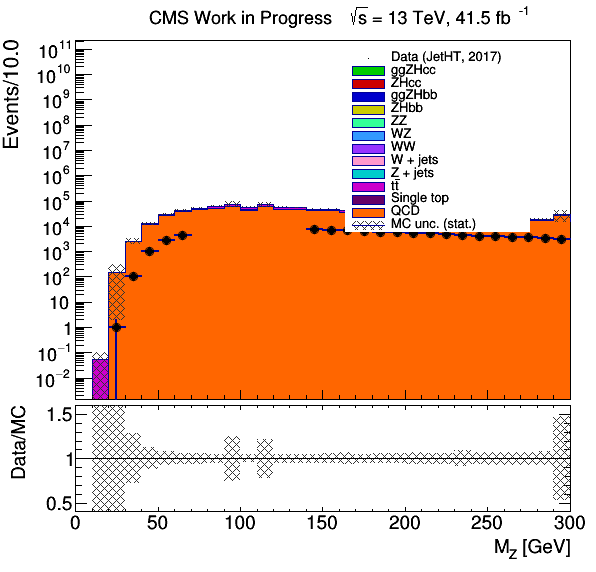 CMS Work in Progress √s = 13 TeV, 41.5 fb⁻¹
Events/10.0
10¹¹
10¹⁰
10⁹
10⁸
10⁷
10⁶
10⁵
10⁴
10³
10²
10
1
10⁻¹
10⁻²
Data (JetHT, 2017)
ggZHcc
ZHcc
ggZHbb
ZHbb
ZZ
WZ
WW
W + jets
Z + jets
tt̄
Single top
QCD
MC unc. (stat.)
Data/MC
1.5
1
0.5
0 50 100 150 200 250 300
M_Z [GeV]